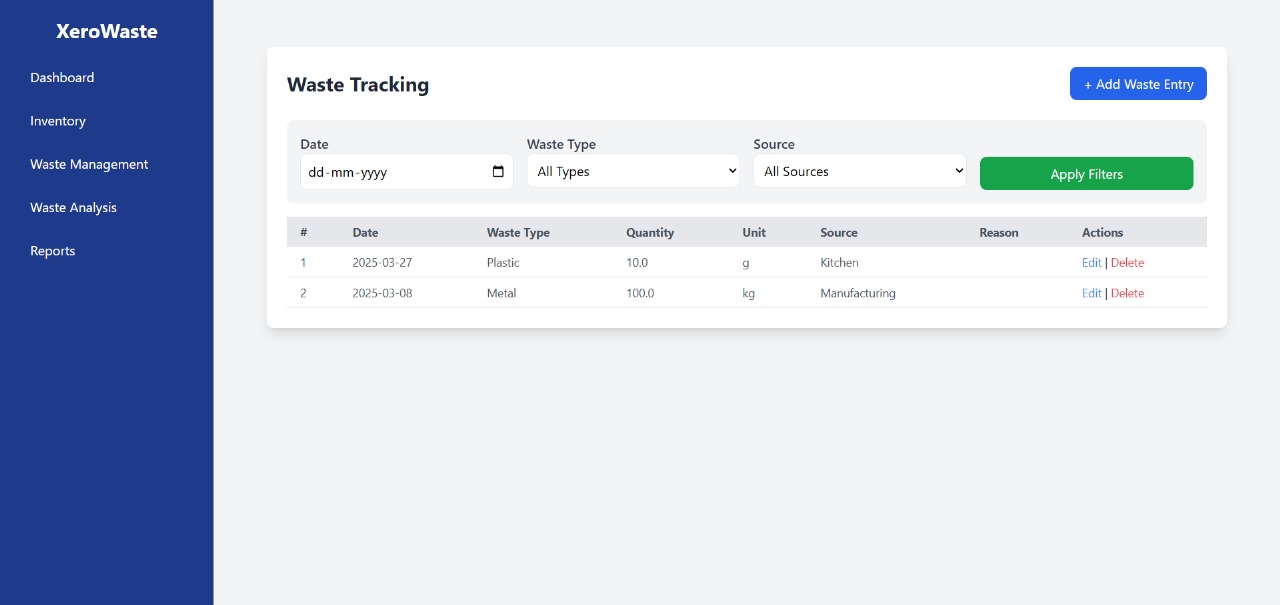 XeroWaste
Dashboard
Inventory
Waste Management
Waste Analysis
Reports
Waste Tracking
+ Add Waste Entry
Date Waste Type Source
dd-mm-yyyy All Types All Sources Apply Filters
# Date Waste Type Quantity Unit Source Reason Actions
1 2025-03-27 Plastic 10.0 g Kitchen Edit | Delete
2 2025-03-08 Metal 100.0 kg Manufacturing Edit | Delete